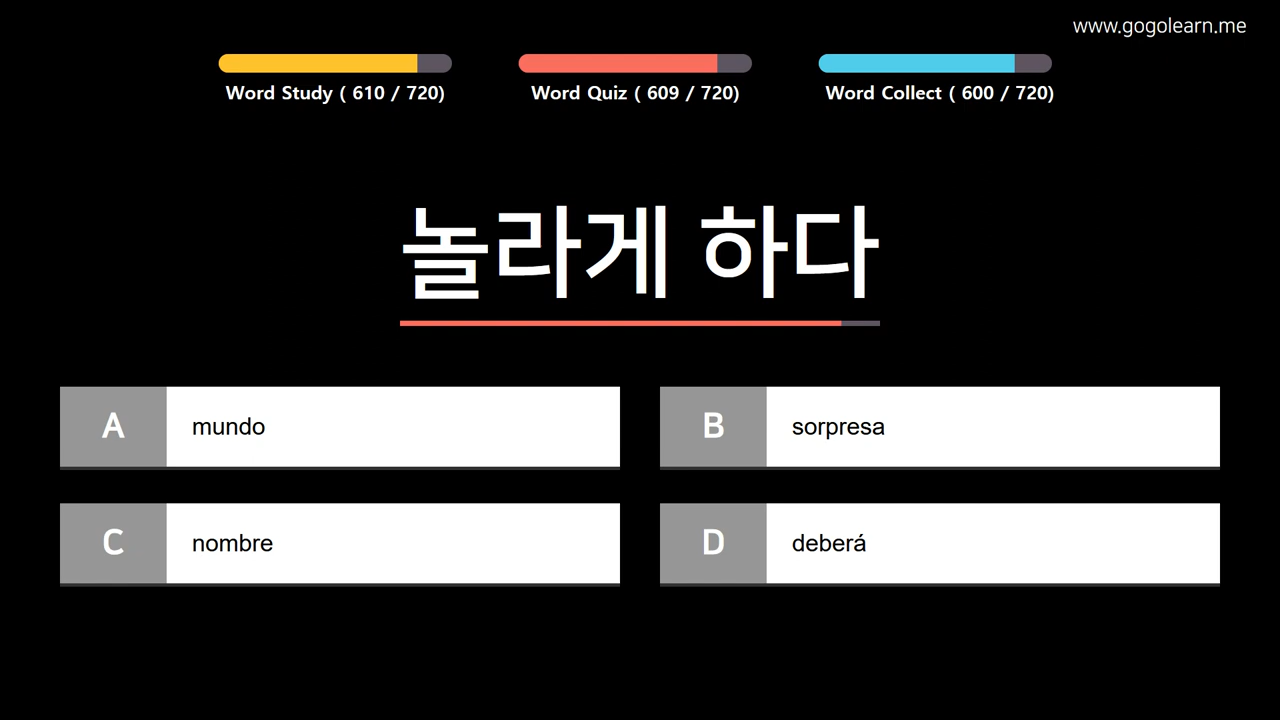 www.gogolearn.me
Word Study ( 610 / 720)
Word Quiz ( 609 / 720)
Word Collect ( 600 / 720)
놀라게 하다
A mundo
B sorpresa
C nombre
D deberá